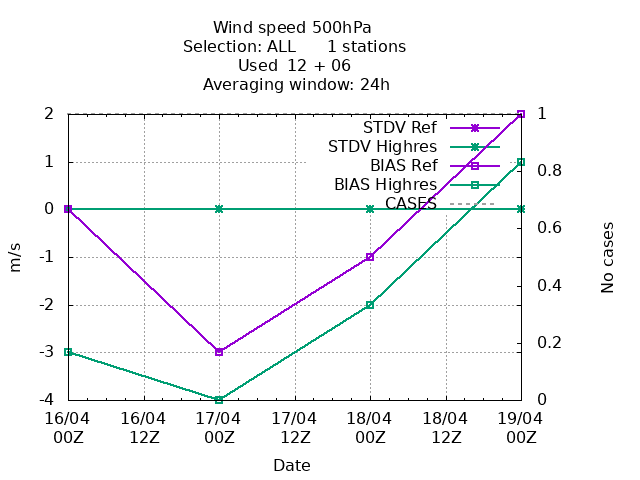 Wind speed 500hPa
Selection: ALL      1 stations
Used  12 + 06
Averaging window: 24h
2
1
0
-1
-2
-3
-4
m/s
1
0.8
0.6
0.4
0.2
0
No cases
STDV Ref
STDV Highres
BIAS Ref
BIAS Highres
CASES
16/04 16/04 17/04 17/04 18/04 18/04 19/04
00Z 12Z 00Z 12Z 00Z 12Z 00Z
Date